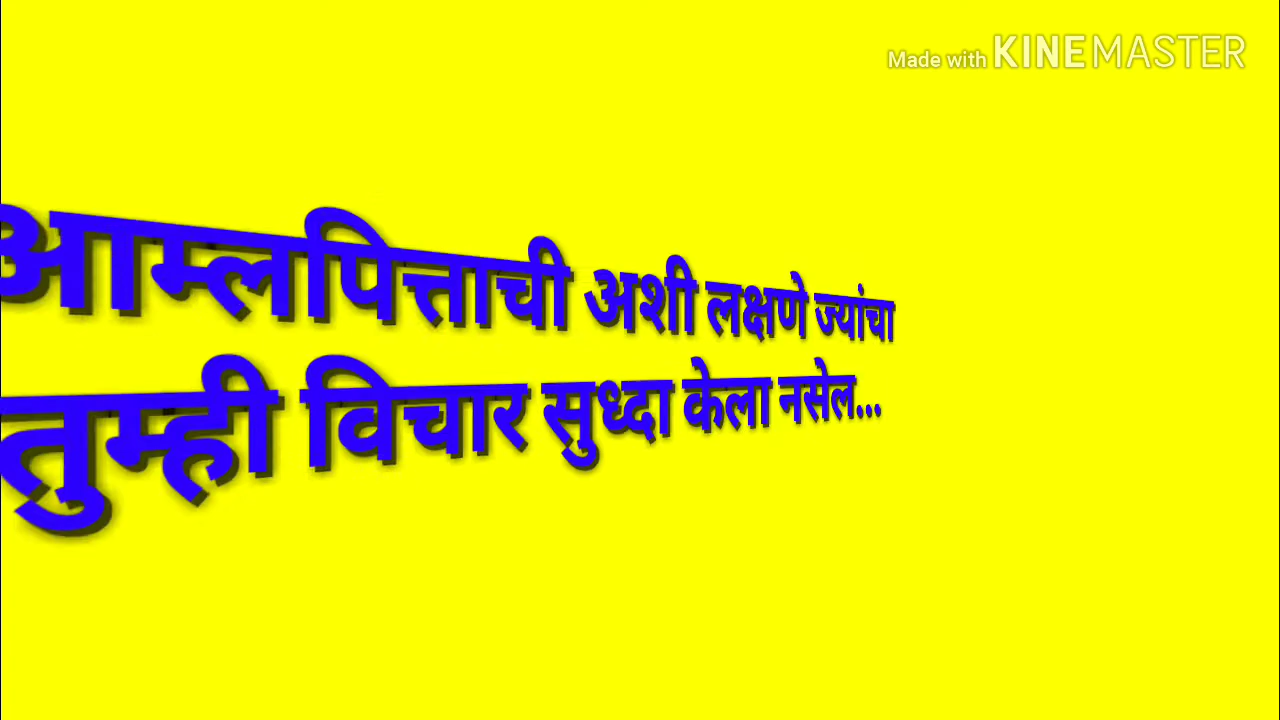 Made with KINEMASTER
आम्लपित्ताची अशी लक्षणे ज्यांचा
तुम्ही विचार सुध्दा केला नसेल...